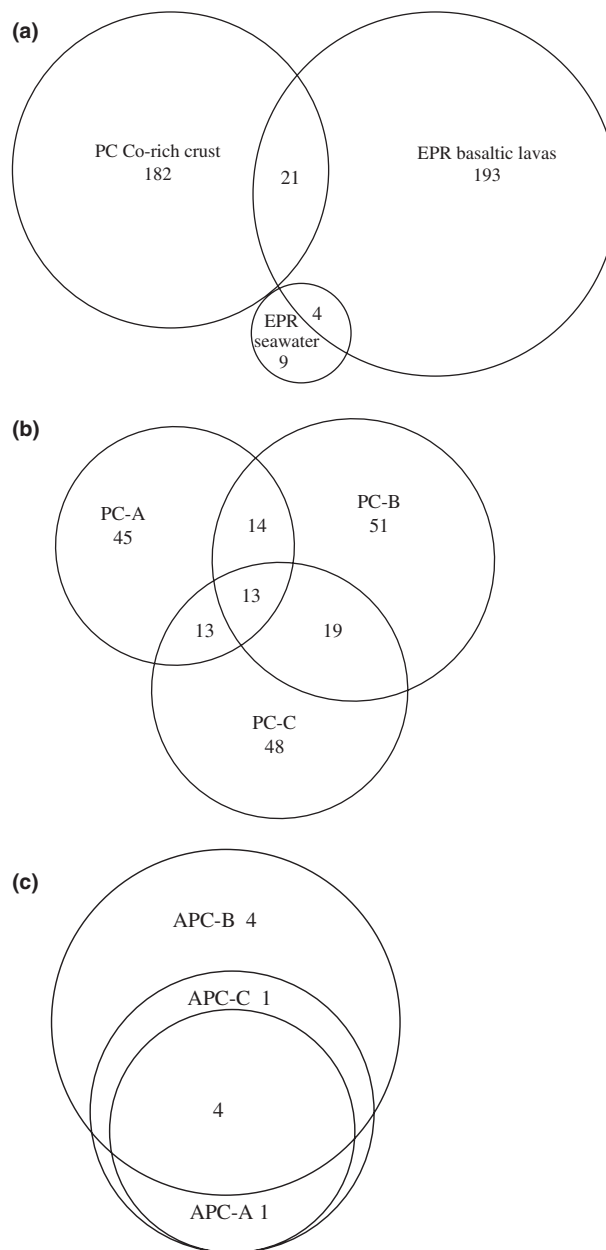 (a)
PC Co-rich crust
182
21
EPR basaltic lavas
193
4
EPR
seawater
9
(b)
PC-A
45
14
PC-B
51
13
13
19
PC-C
48
(c)
APC-B 4
APC-C 1
4
APC-A 1